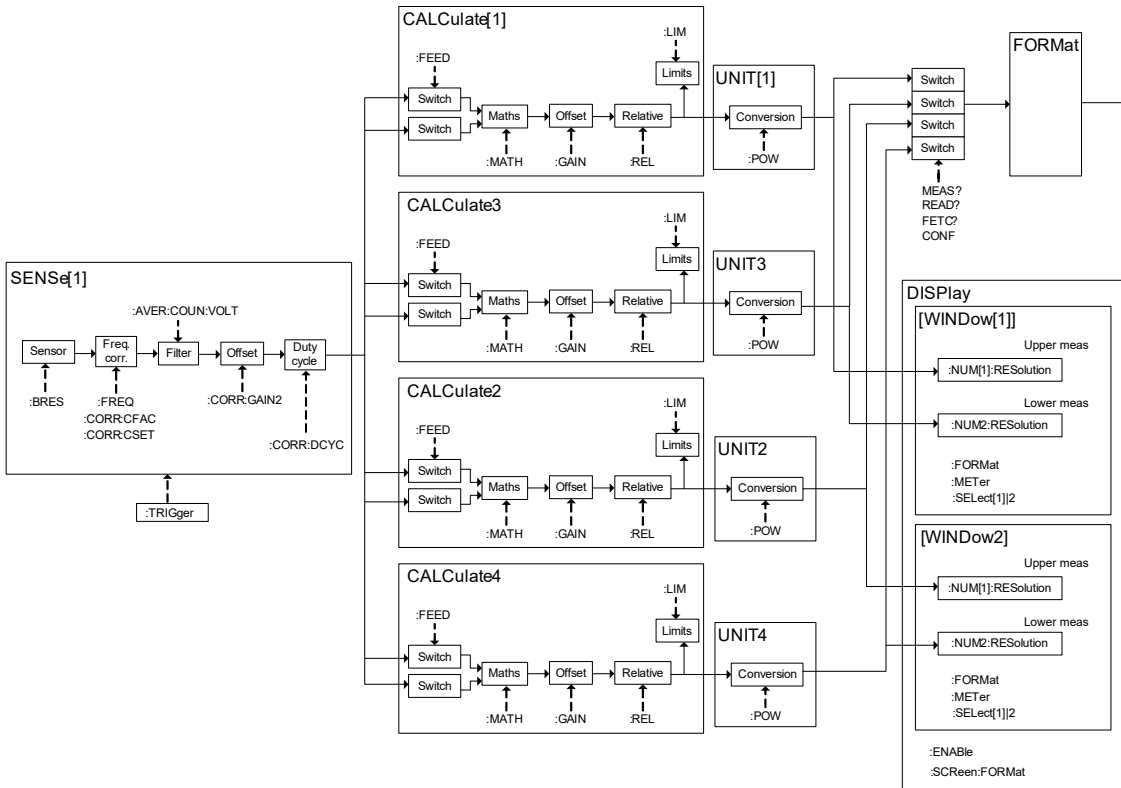 SENSe[1]
:AVER:COUN:VOLT
Sensor
Freq.
corr.
Filter
Offset
Duty
cycle
:BRES
:FREQ
:CORR:CFAC
:CORR:CSET
:CORR:GAIN2
:CORR:DCYC
:TRIGger
CALCulate[1]
:FEED
:LIM
Limits
Switch
Switch
Maths
Offset
Relative
:MATH
:GAIN
:REL
UNIT[1]
Conversion
:POW
CALCulate3
:FEED
:LIM
Limits
Switch
Switch
Maths
Offset
Relative
:MATH
:GAIN
:REL
UNIT3
Conversion
:POW
CALCulate2
:FEED
:LIM
Limits
Switch
Switch
Maths
Offset
Relative
:MATH
:GAIN
:REL
UNIT2
Conversion
:POW
CALCulate4
:FEED
:LIM
Limits
Switch
Switch
Maths
Offset
Relative
:MATH
:GAIN
:REL
UNIT4
Conversion
:POW
Switch
Switch
Switch
Switch
MEAS?
READ?
FETC?
CONF
FORMat
DISPlay
[WINDow[1]]
Upper meas
:NUM[1]:RESolution
Lower meas
:NUM2:RESolution
:FORMat
:METer
:SELect[1]|2
[WINDow2]
Upper meas
:NUM[1]:RESolution
Lower meas
:NUM2:RESolution
:FORMat
:METer
:SELect[1]|2
:ENABle
:SCReen:FORMat